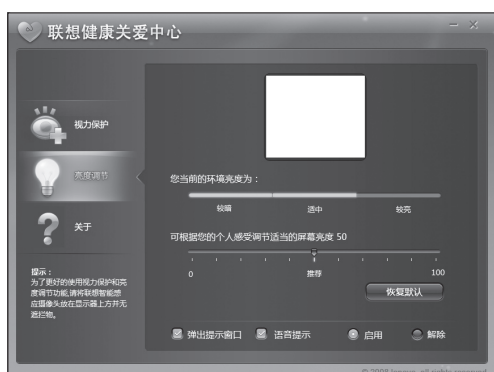 联想健康关爱中心
视力保护
亮度调节
关于
提示：
为了更好的使用视力保护和亮
度调节功能,请将联想智能感
应摄像头放在显示器上方并无
遮拦物。
您当前的环境亮度为：
较暗 适中 较亮
可根据您的个人感受调节适当的屏幕亮度 50
0 推荐 100
恢复默认
弹出提示窗口 语音提示 启用 解除